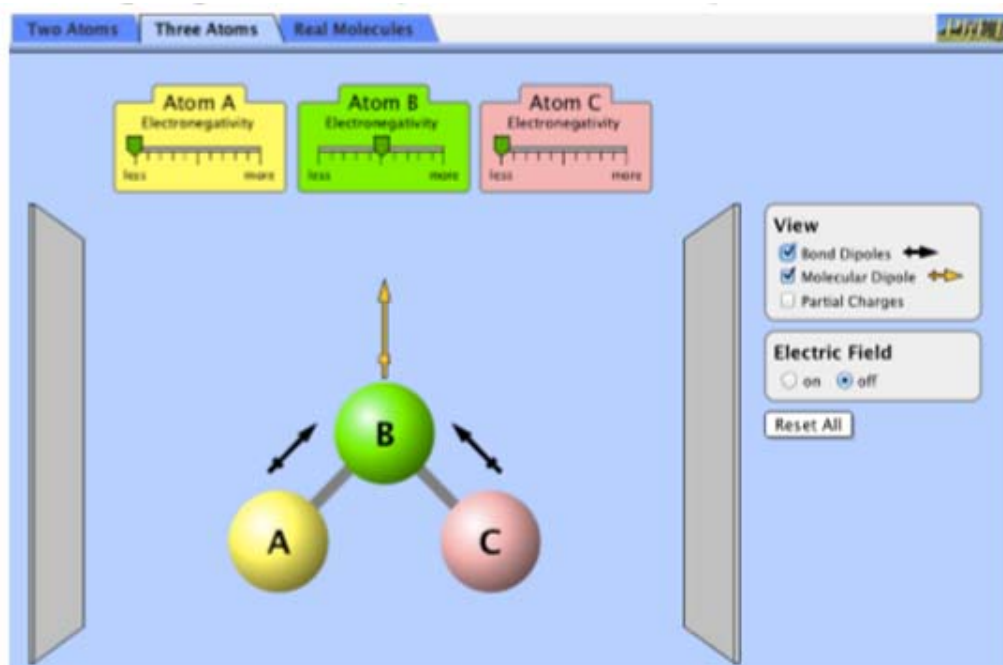 Two Atoms
Three Atoms
Real Molecules
Atom A
Electronegativity
less more
Atom B
Electronegativity
less more
Atom C
Electronegativity
less more
View
Bond Dipoles
Molecular Dipole
Partial Charges
Electric Field
on off
Reset All
B
A
C